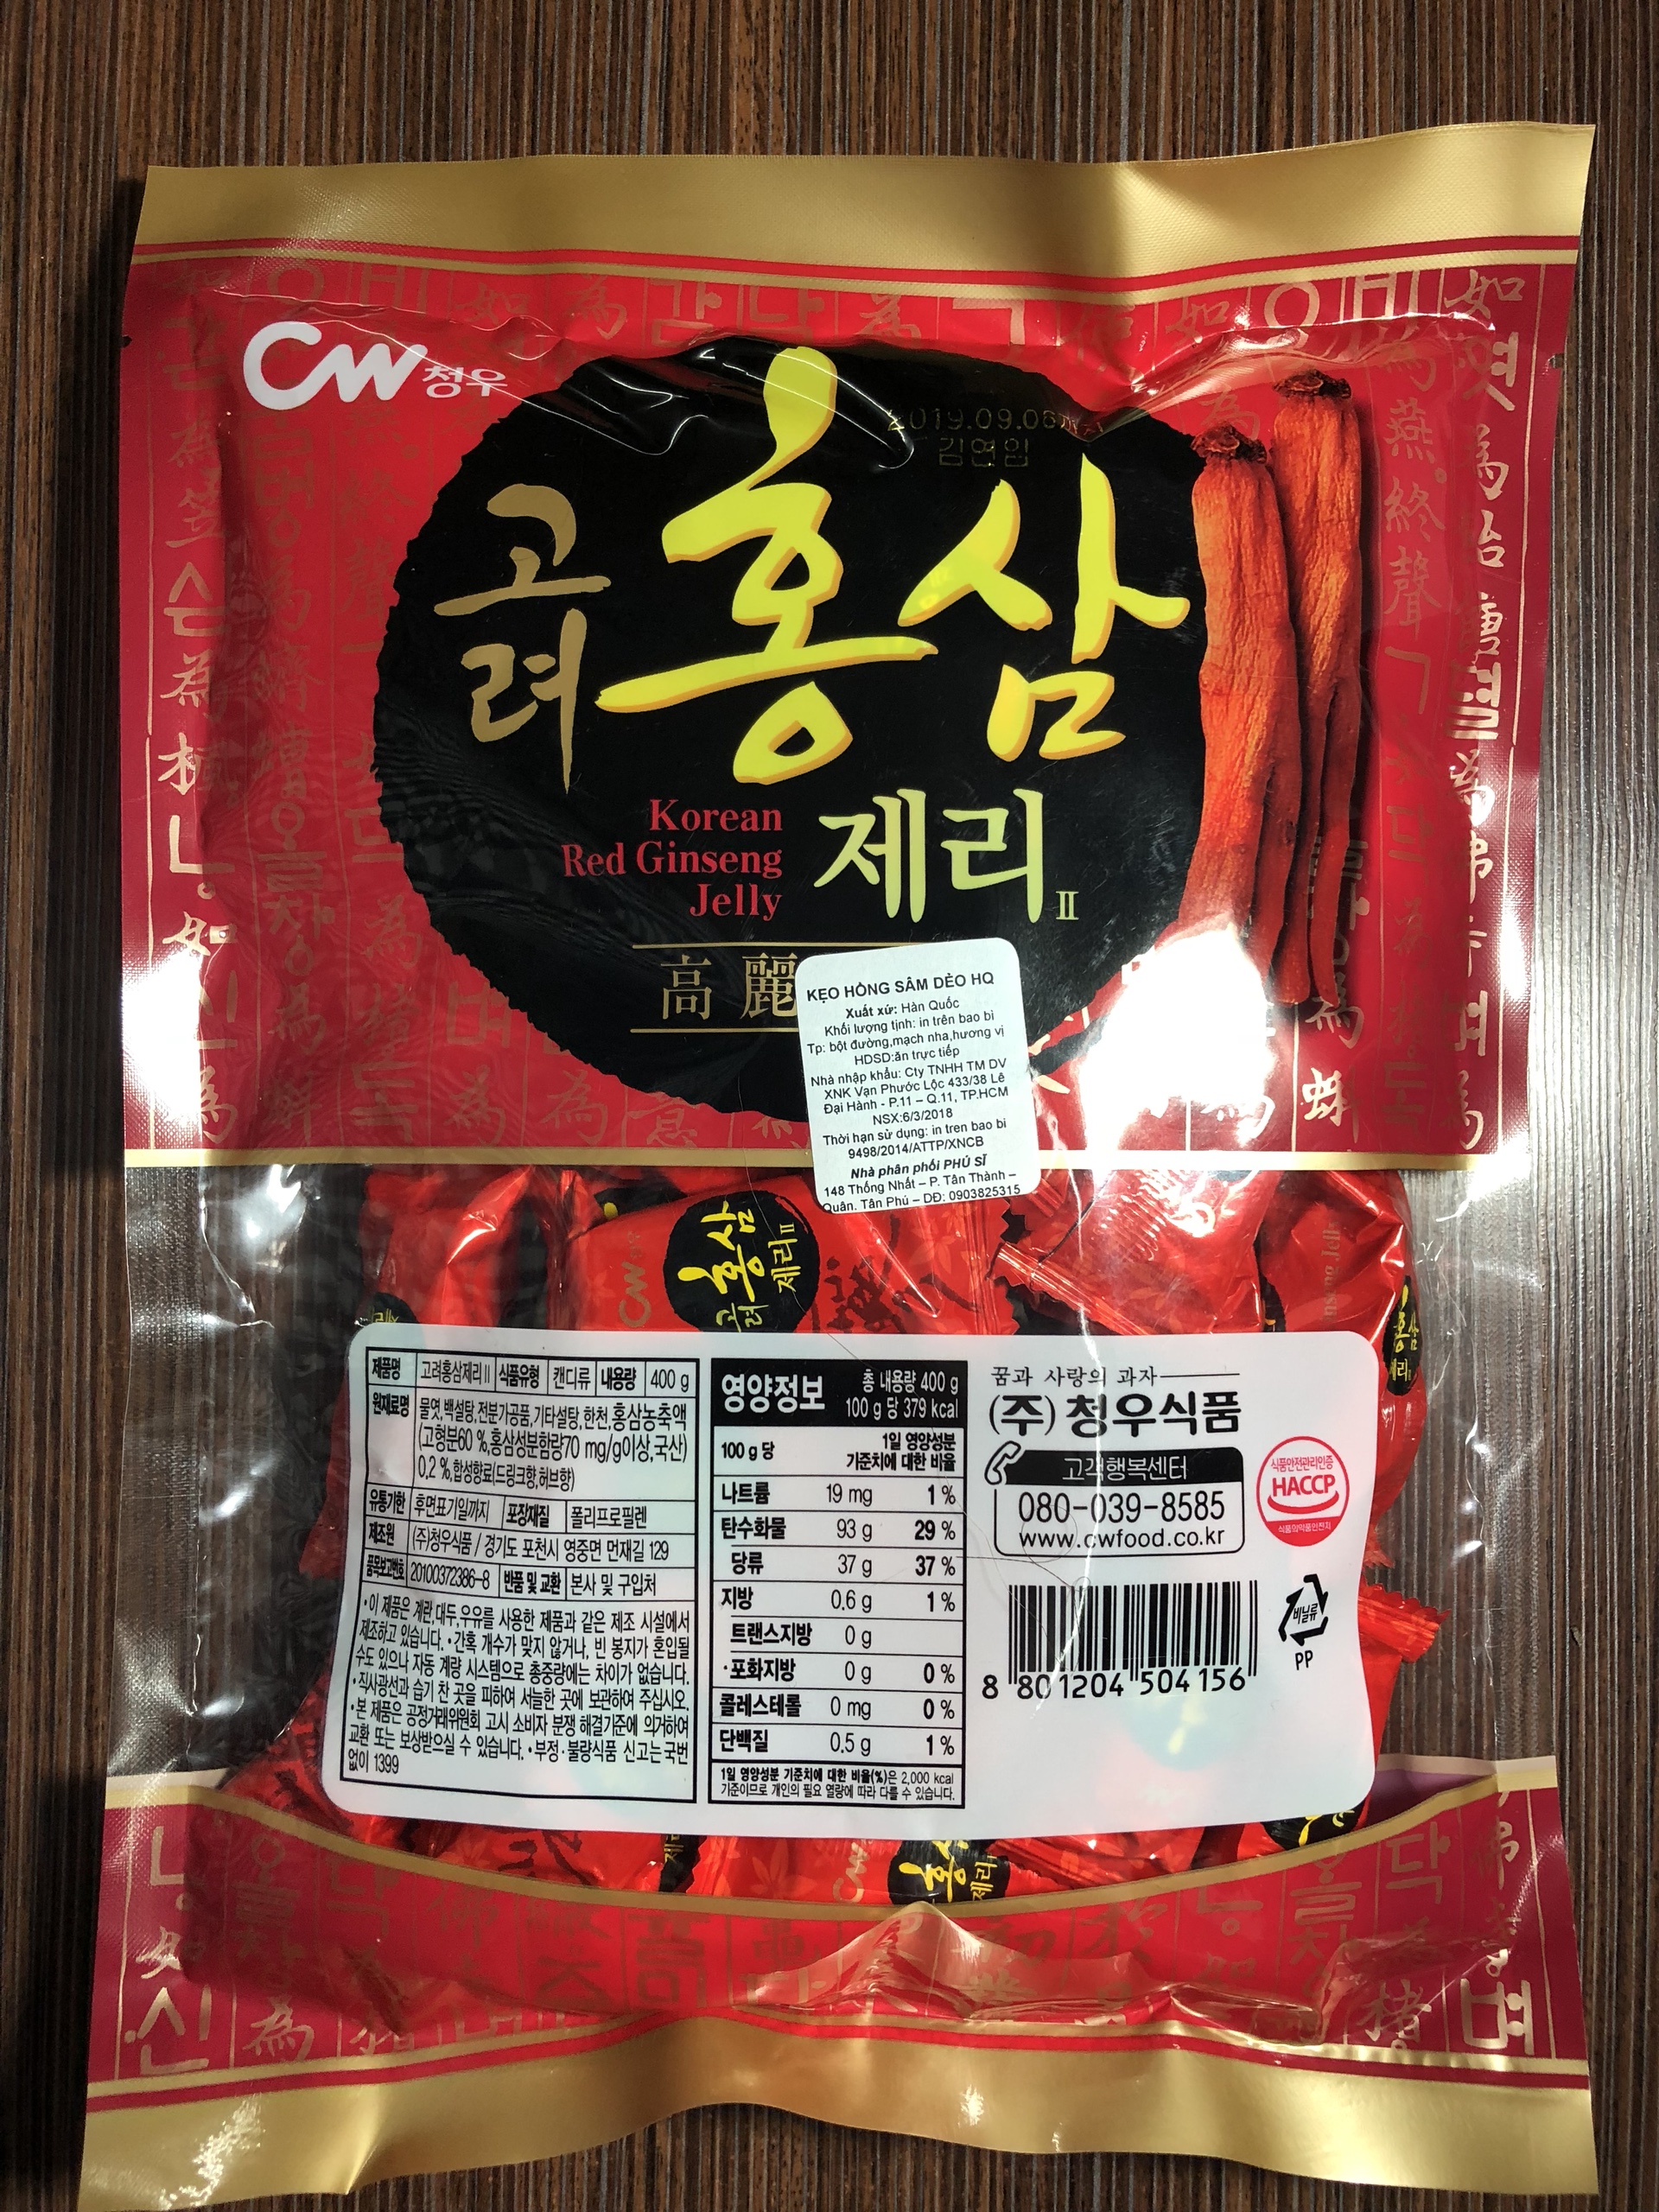 CW 청우
2019.09.06까지
김연임
고려
홍삼
제리 II
Korean
Red Ginseng
Jelly
高麗
KẸO HỒNG SÂM DẺO HQ
Xuất xứ: Hàn Quốc
Khối lượng tịnh: in trên bao bì
Tp: bột đường,mạch nha,hương vị
HDSD:ăn trực tiếp
Nhà nhập khẩu: Cty TNHH TM DV
XNK Vạn Phước Lộc 433/38 Lê
Đại Hành - P.11 – Q.11, TP.HCM
NSX:6/3/2018
Thời hạn sử dụng: in tren bao bi
9498/2014/ATTP/XNCB
Nhà phân phối PHÚ SĨ
148 Thống Nhất – P. Tân Thành –
Quân. Tân Phú – DĐ: 0903825315
고려 홍삼 제리 II
제품명 고려홍삼제리 II 식품유형 캔디류 내용량 400 g
원재료명 물엿,백설탕,전분가공품,기타설탕,한천,홍삼농축액
(고형분60 %,홍삼성분함량70 mg/g이상,국산)
0.2 %,합성향료(드링크향,허브향)
유통기한 후면표기일까지 포장재질 폴리프로필렌
제조원 (주)청우식품 / 경기도 포천시 영중면 먼재길 129
품목보고번호 20100372386-8 반품 및 교환 본사 및 구입처
•이 제품은 계란,대두,우유를 사용한 제품과 같은 제조 시설에서
제조하고 있습니다. •간혹 개수가 맞지 않거나, 빈 봉지가 혼입될
수도 있으나 자동 계량 시스템으로 총중량에는 차이가 없습니다.
•직사광선과 습기 찬 곳을 피하여 서늘한 곳에 보관하여 주십시오.
•본 제품은 공정거래위원회 고시 소비자 분쟁 해결기준에 의거하여
교환 또는 보상받으실 수 있습니다. •부정·불량식품 신고는 국번
없이 1399
영양정보 총 내용량 400 g
100 g 당 379 kcal
100 g 당 1일 영양성분
기준치에 대한 비율
나트륨 19 mg 1 %
탄수화물 93 g 29 %
당류 37 g 37 %
지방 0.6 g 1 %
트랜스지방 0 g
·포화지방 0 g 0 %
콜레스테롤 0 mg 0 %
단백질 0.5 g 1 %
1일 영양성분 기준치에 대한 비율(%)은 2,000 kcal
기준이므로 개인의 필요 열량에 따라 다를 수 있습니다.
꿈과 사랑의 과자
(주) 청우식품
고객행복센터
080-039-8585
www.cwfood.co.kr
식품안전관리인증
HACCP
식품의약품안전처
8 801204 504156
비닐류
PP
CW 홍삼 제리